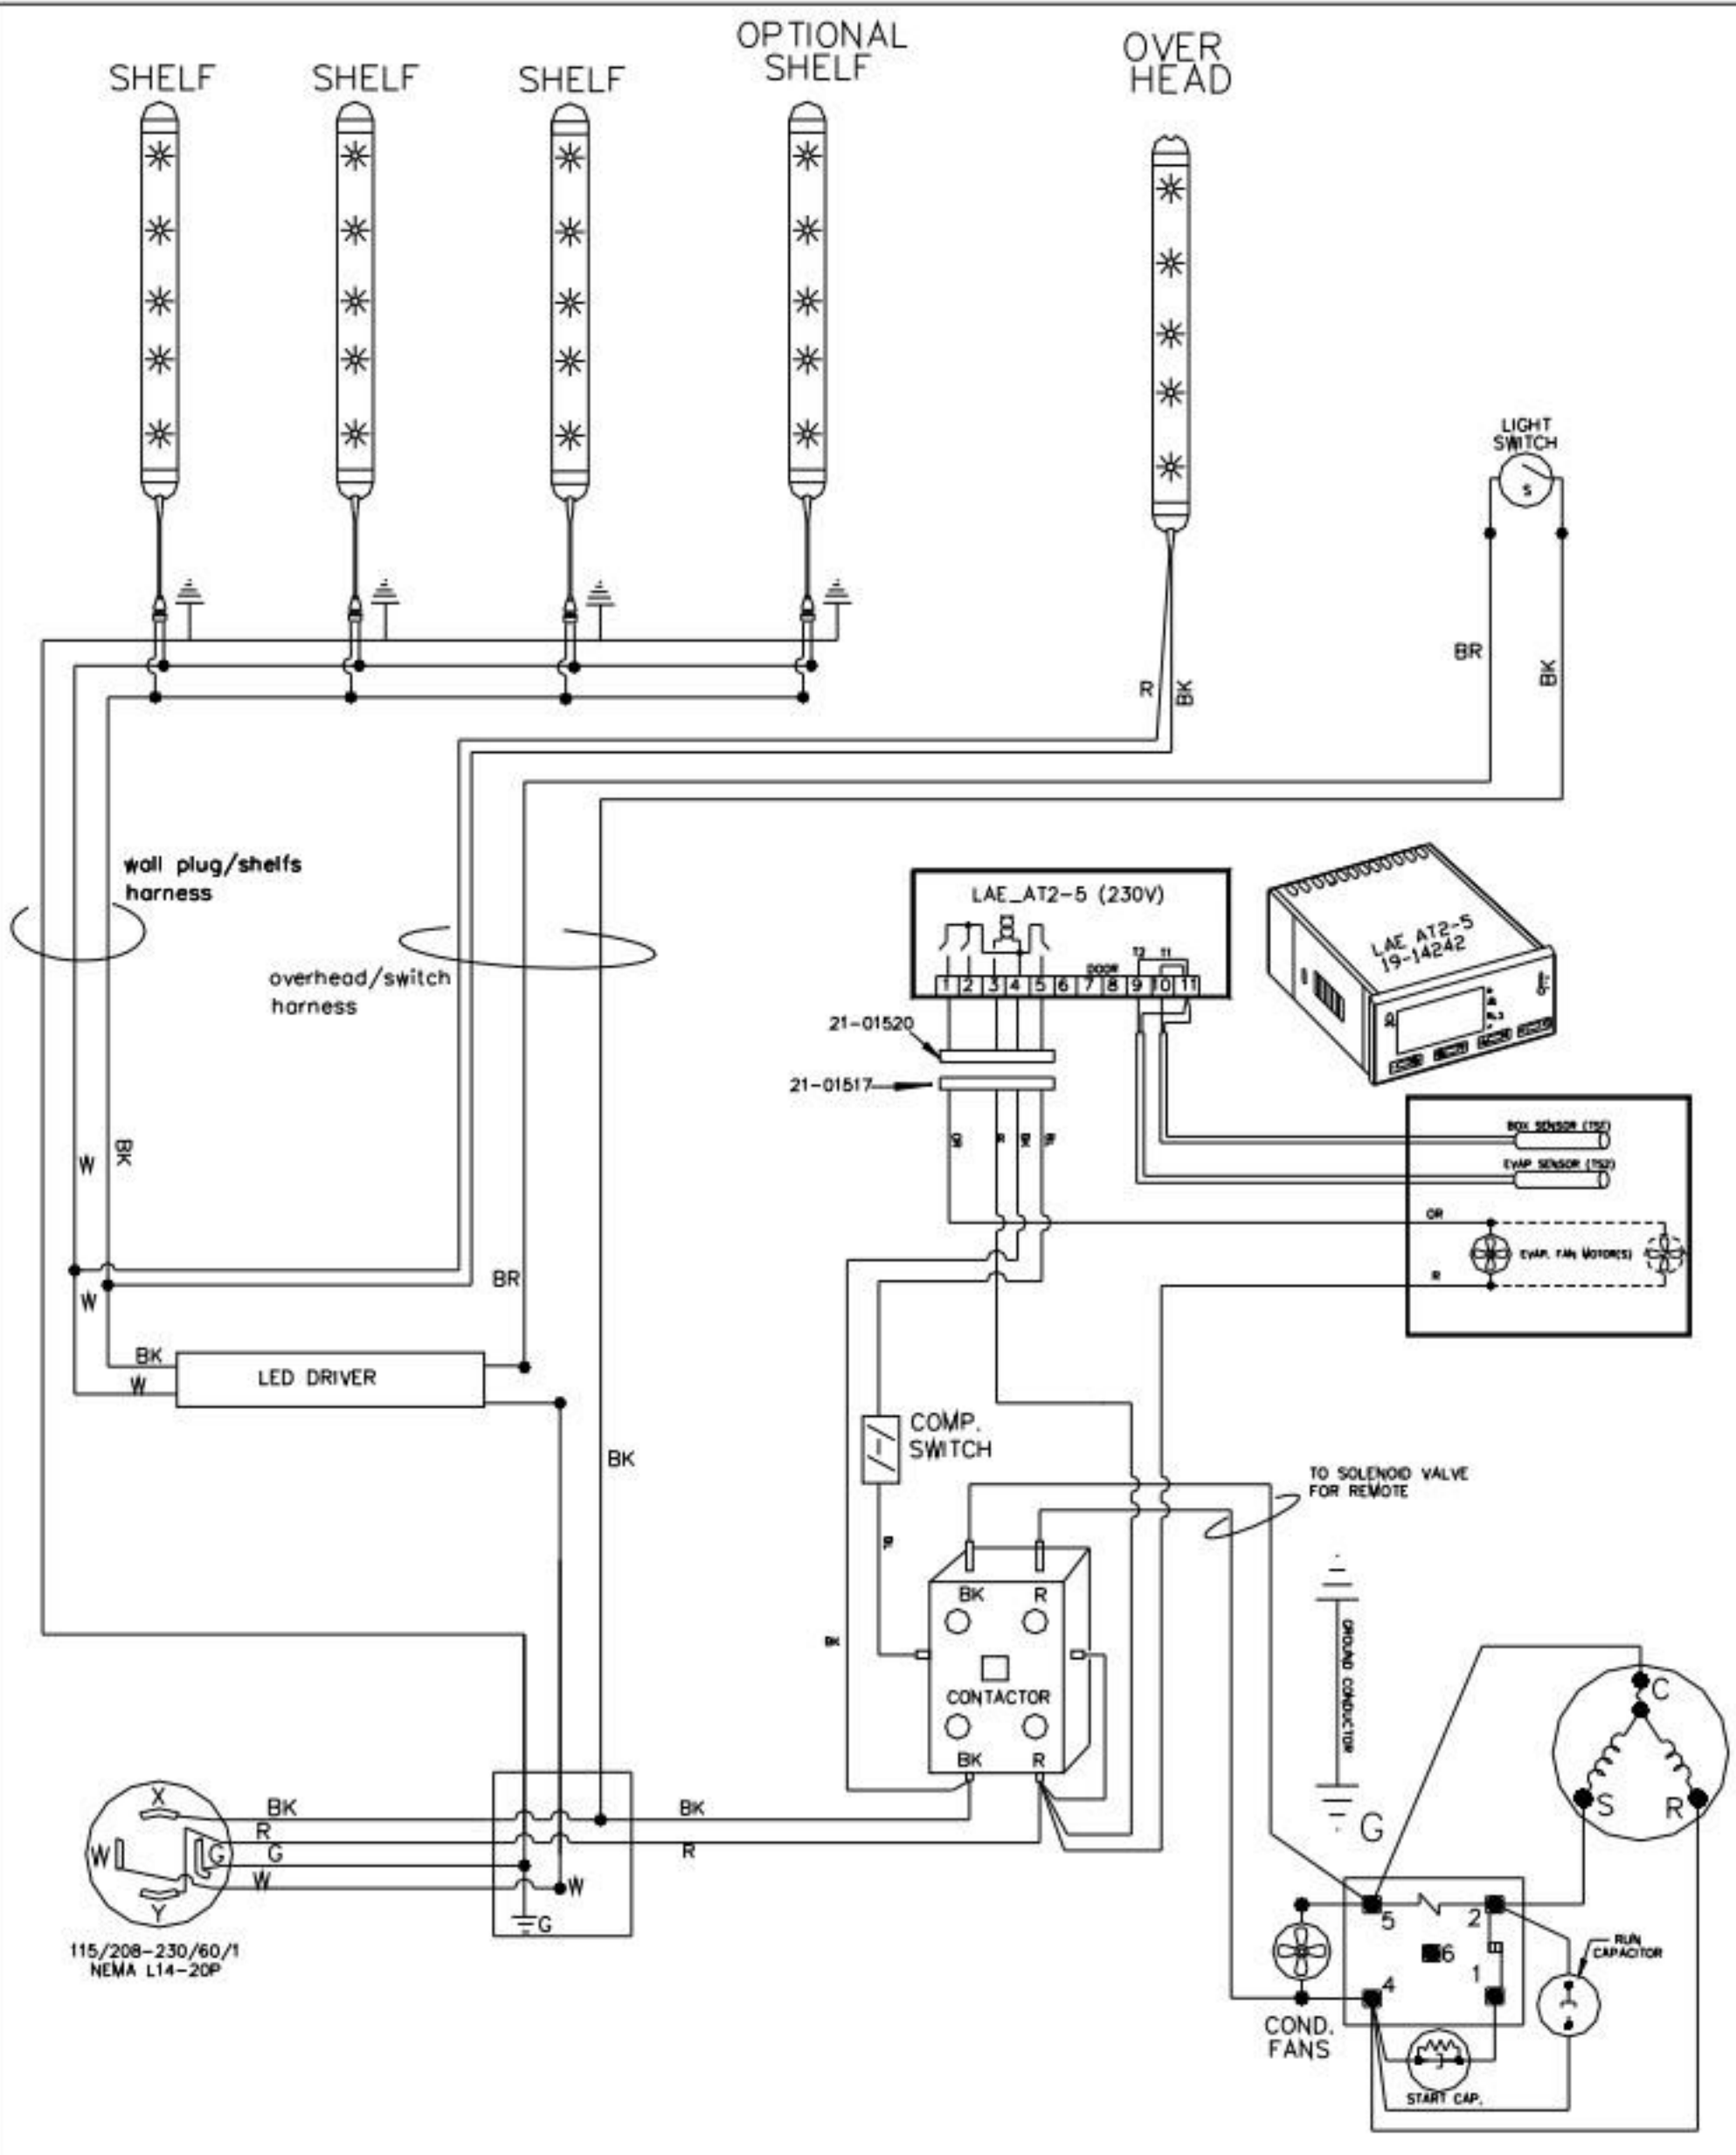 SHELF
SHELF
SHELF
OPTIONAL
SHELF
OVER
HEAD
LIGHT
SWITCH
S
BR
BK
R
BK
wall plug/shelfs
harness
overhead/switch
harness
LAE_AT2-5 (230V)
T2 T1
DOOR
1 2 3 4 5 6 7 8 9 10 11
LAE AT2-5
19-14242
21-01520
21-01517
OR
R
BK
BL
BOX SENSOR (TS1)
EVAP SENSOR (TS2)
OR
EVAP. FAN MOTOR(S)
R
W
BK
W
BR
BK
W
LED DRIVER
BK
COMP.
SWITCH
TO SOLENOID VALVE
FOR REMOTE
BL
BK
BK R
CONTACTOR
BK R
GROUND CONDUCTOR
G
C
S
R
X
W
G
Y
BK
R
G
W
BK
R
W
G
115/208-230/60/1
NEMA L14-20P
5
2
6
4
1
RUN
CAPACITOR
COND.
FANS
START CAP.